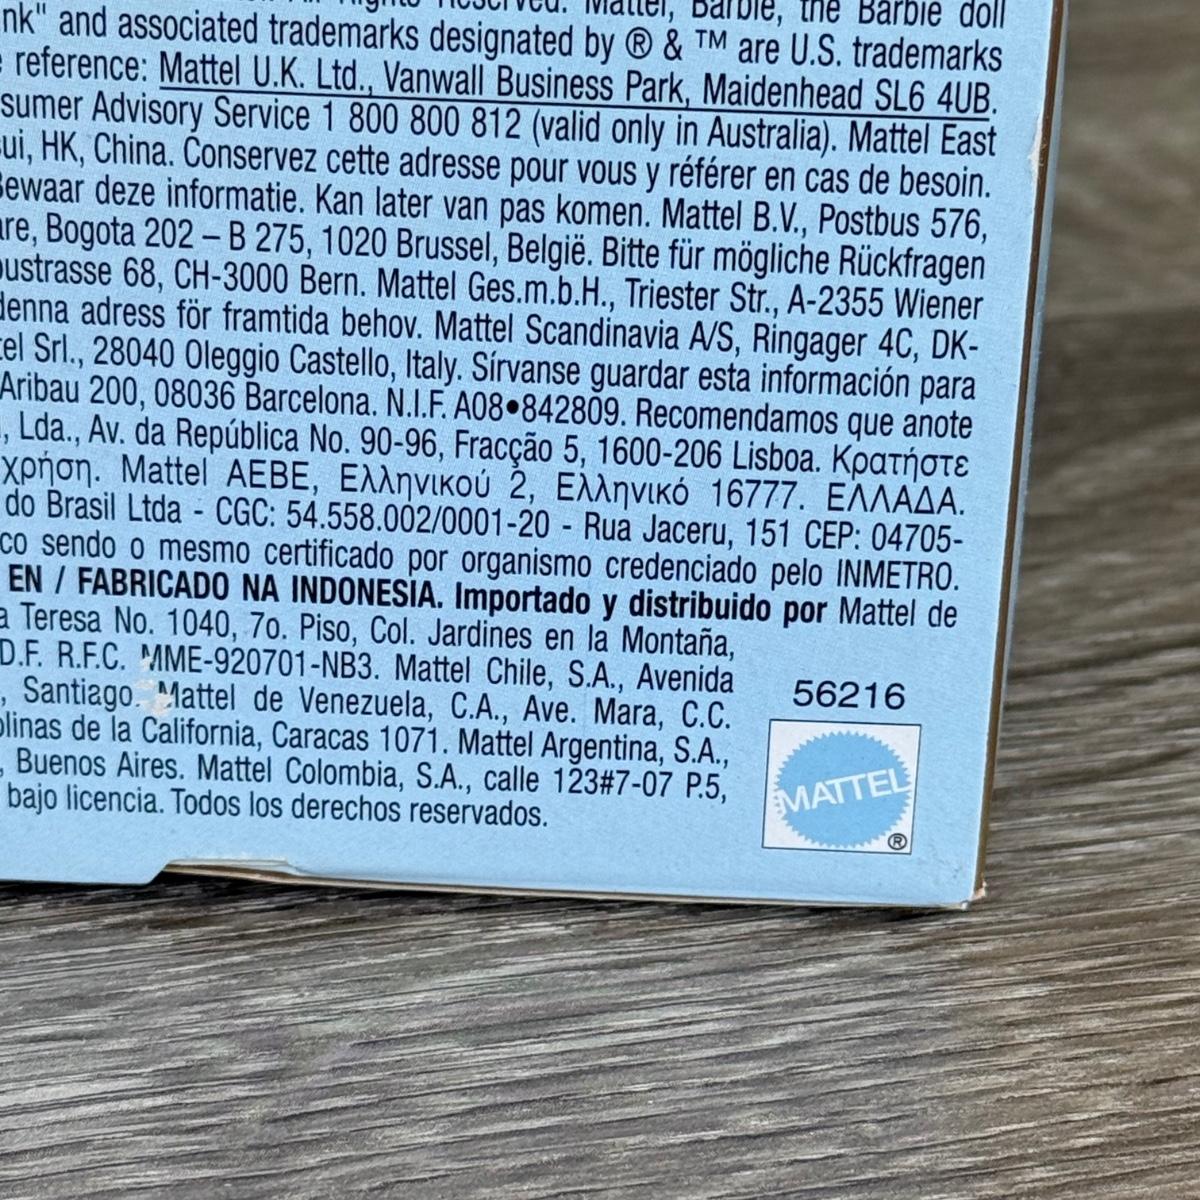 Reserved. Mattel, Barbie, the Barbie doll
nk" and associated trademarks designated by ® & ™ are U.S. trademarks
reference: Mattel U.K. Ltd., Vanwall Business Park, Maidenhead SL6 4UB.
sumer Advisory Service 1 800 800 812 (valid only in Australia). Mattel East
ui, HK, China. Conservez cette adresse pour vous y référer en cas de besoin.
Bewaar deze informatie. Kan later van pas komen. Mattel B.V., Postbus 576,
are, Bogota 202 – B 275, 1020 Brussel, België. Bitte für mögliche Rückfragen
oustrasse 68, CH-3000 Bern. Mattel Ges.m.b.H., Triester Str., A-2355 Wiener
denna adress för framtida behov. Mattel Scandinavia A/S, Ringager 4C, DK-
tel Srl., 28040 Oleggio Castello, Italy. Sírvanse guardar esta información para
Aribau 200, 08036 Barcelona. N.I.F. A08•842809. Recomendamos que anote
, Lda., Av. da República No. 90-96, Fracção 5, 1600-206 Lisboa. Κρατήστε
χρήση. Mattel AEBE, Ελληνικού 2, Ελληνικό 16777. ΕΛΛΑΔΑ.
do Brasil Ltda - CGC: 54.558.002/0001-20 - Rua Jaceru, 151 CEP: 04705-
co sendo o mesmo certificado por organismo credenciado pelo INMETRO.
EN / FABRICADO NA INDONESIA. Importado y distribuido por Mattel de
a Teresa No. 1040, 7o. Piso, Col. Jardines en la Montaña,
D.F. R.F.C. MME-920701-NB3. Mattel Chile, S.A., Avenida
, Santiago. Mattel de Venezuela, C.A., Ave. Mara, C.C.
olinas de la California, Caracas 1071. Mattel Argentina, S.A.,
, Buenos Aires. Mattel Colombia, S.A., calle 123#7-07 P.5,
bajo licencia. Todos los derechos reservados.
56216
MATTEL
®